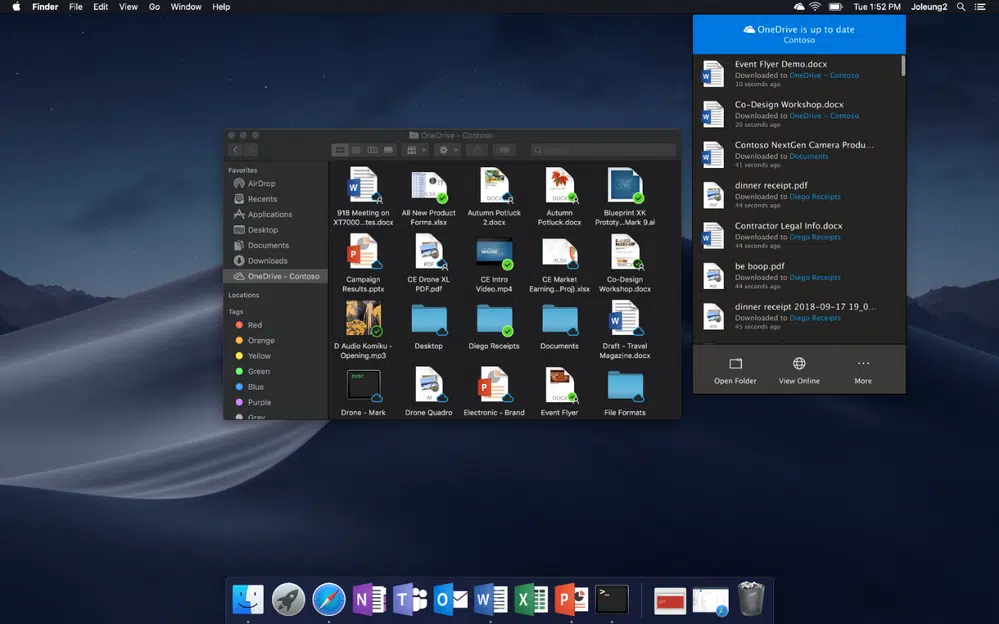 Finder File Edit View Go Window Help
Tue 1:52 PM Joleung2
OneDrive is up to date
Contoso
Event Flyer Demo.docx
Downloaded to OneDrive - Contoso
10 seconds ago
Co-Design Workshop.docx
Downloaded to OneDrive - Contoso
20 seconds ago
Contoso NextGen Camera Produ...
Downloaded to Documents
41 seconds ago
dinner receipt.pdf
Downloaded to Diego Receipts
44 seconds ago
Contractor Legal Info.docx
Downloaded to Diego Receipts
44 seconds ago
be boop.pdf
Downloaded to Diego Receipts
44 seconds ago
dinner receipt 2018-09-17 19_0...
Downloaded to Diego Receipts
45 seconds ago
Open Folder
View Online
More
OneDrive - Contoso
Search
Favorites
AirDrop
Recents
Applications
Desktop
Documents
Downloads
OneDrive - Contoso
Locations
Tags
Red
Orange
Yellow
Green
Blue
Purple
Gray
918 Meeting on
XT7000...tes.docx
All New Product
Forms.xlsx
Autumn Potluck
2.docx
Autumn
Potluck.docx
Blueprint XK
Prototy...Mark 9.ai
Campaign
Results.pptx
CE Drone XL
PDF.pdf
CE Intro
Video.mp4
CE Market
Earning...Proj).xlsx
Co-Design
Workshop.docx
D Audio Komiku -
Opening.mp3
Desktop
Diego Receipts
Documents
Draft - Travel
Magazine.docx
Drone - Mark
Drone Quadro
Electronic - Brand
Event Flyer
File Formats